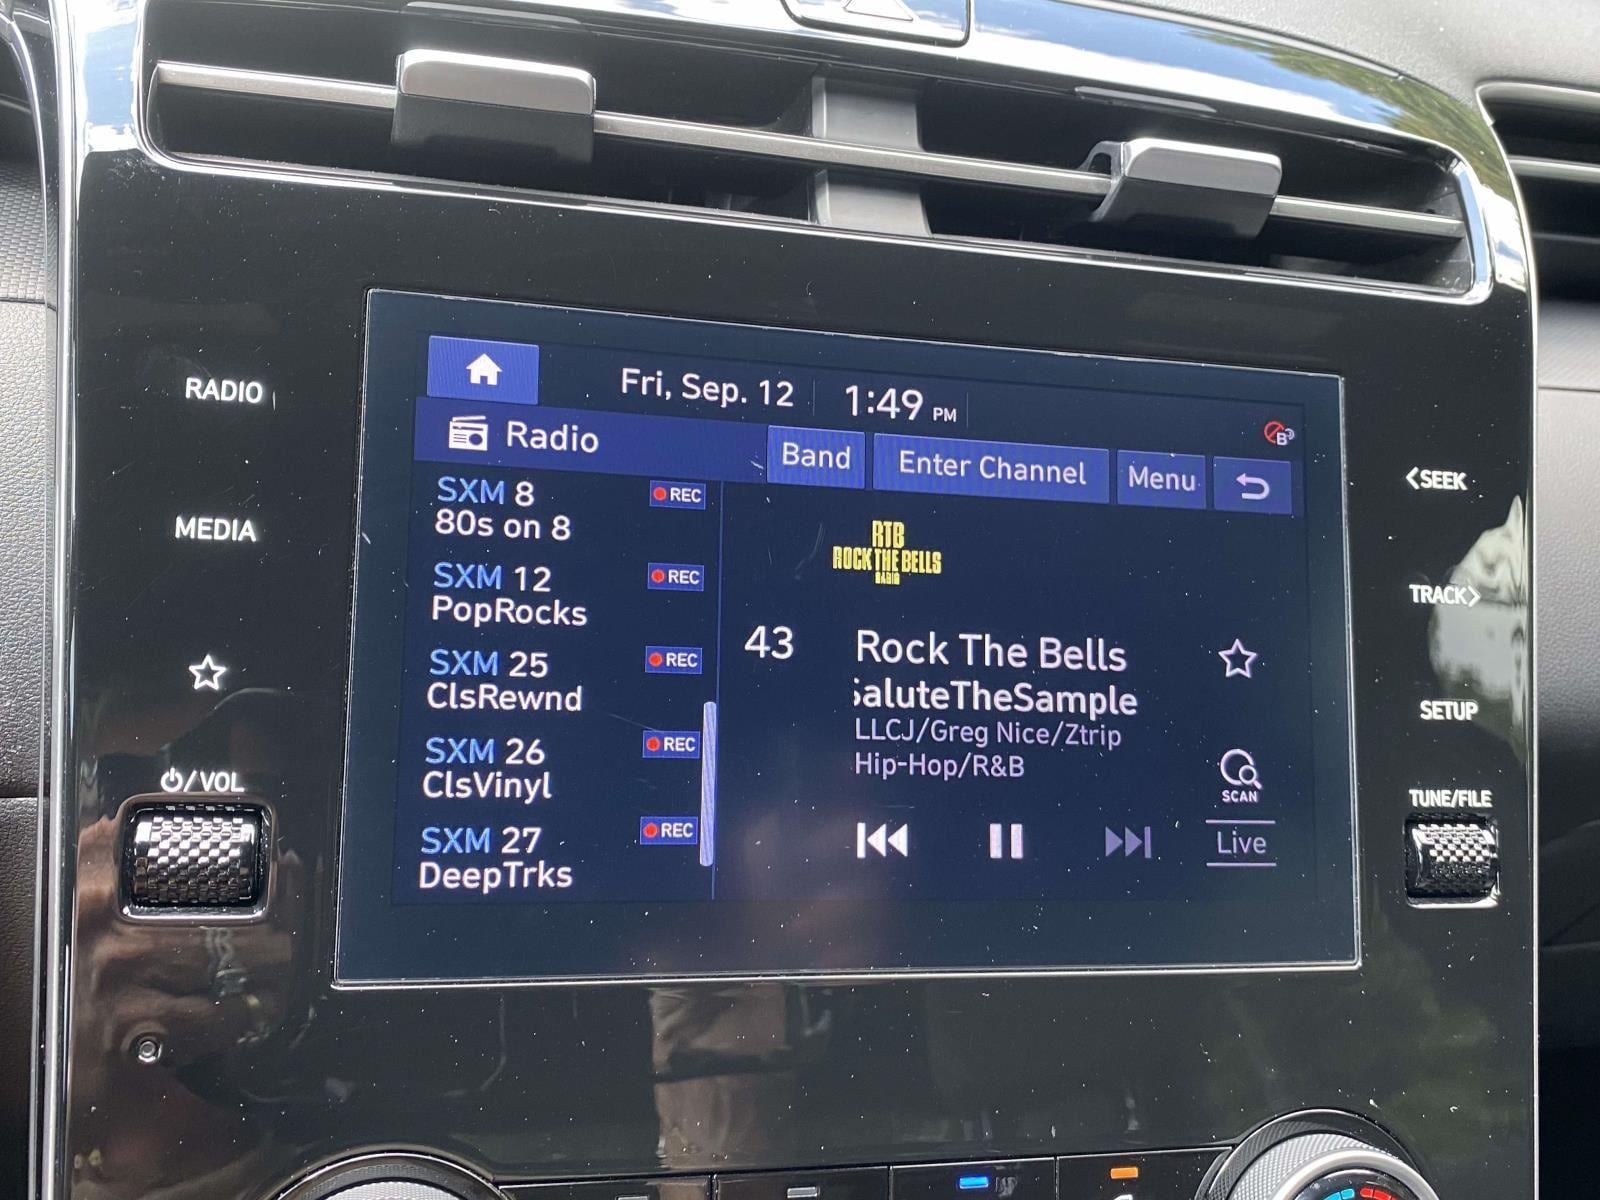 RADIO
MEDIA
⏻/VOL
<SEEK
TRACK>
SETUP
TUNE/FILE
Fri, Sep. 12 1:49 PM
B
Radio
Band
Enter Channel
Menu
SXM 8
REC
80s on 8
SXM 12
REC
PopRocks
SXM 25
REC
ClsRewnd
SXM 26
REC
ClsVinyl
SXM 27
REC
DeepTrks
RTB
ROCK THE BELLS
RADIO
43
Rock The Bells
SaluteTheSample
LLCJ/Greg Nice/Ztrip
Hip-Hop/R&B
SCAN
Live